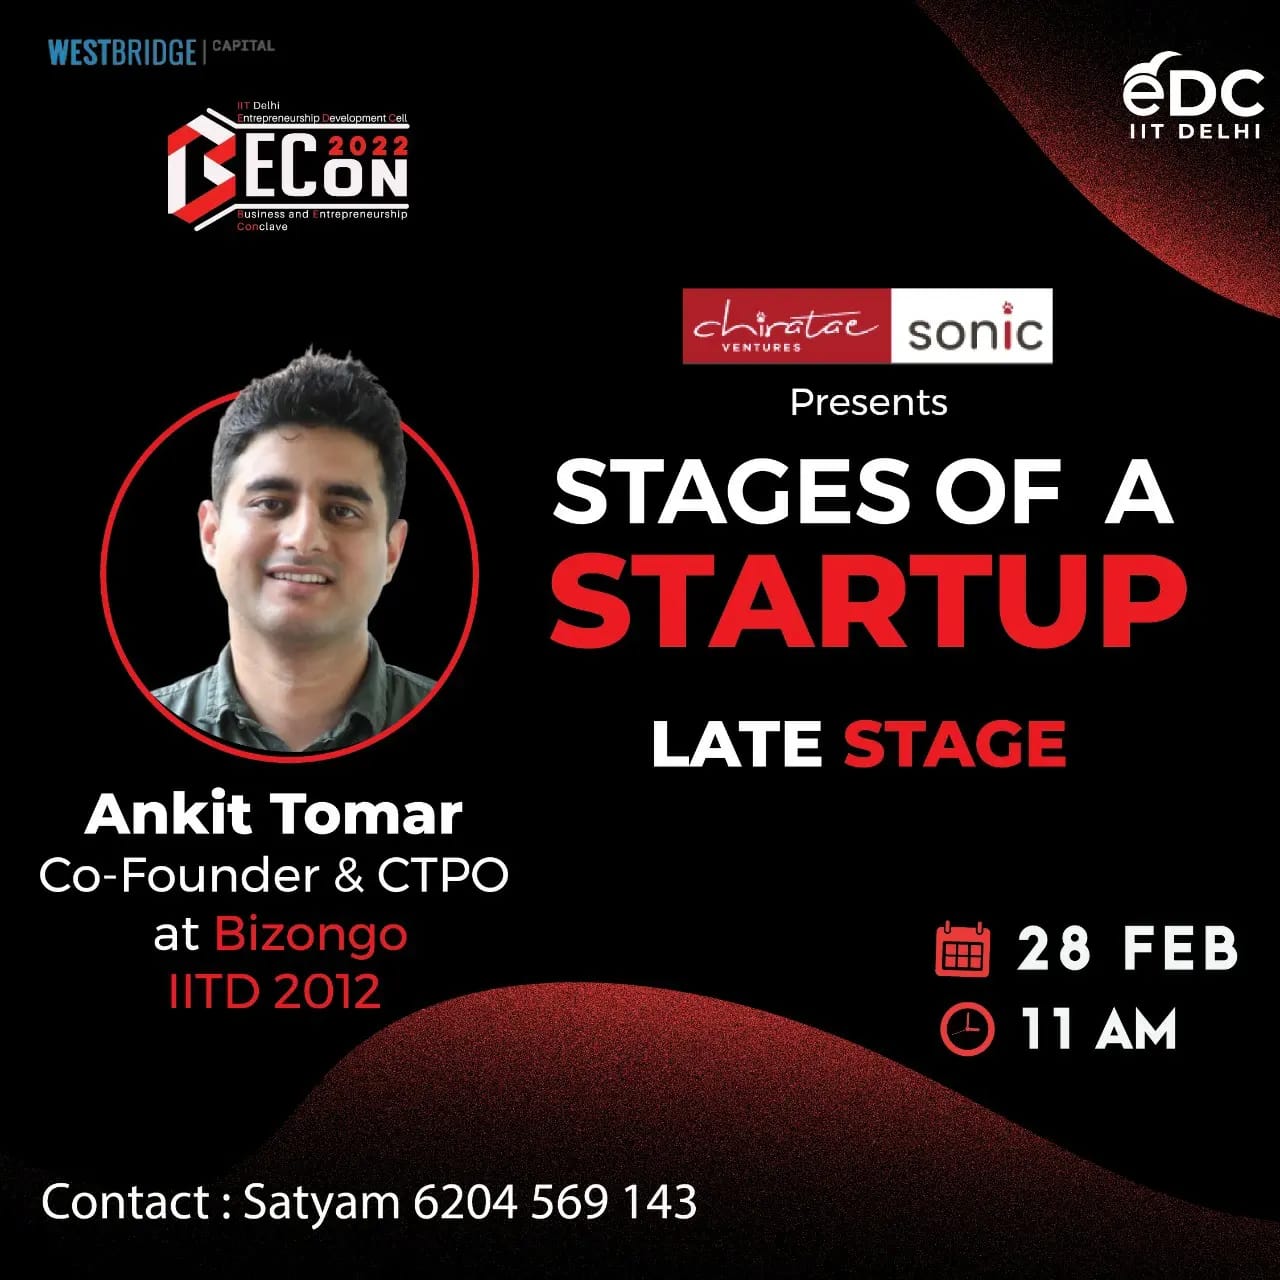 WESTBRIDGE | CAPITAL
eDC
IIT DELHI
IIT Delhi
Entrepreneurship Development Cell
BECon 2022
Business and Entrepreneurship
Conclave
chiratae
VENTURES
sonic
Presents
STAGES OF A
STARTUP
LATE STAGE
Ankit Tomar
Co-Founder & CTPO
at Bizongo
IITD 2012
28 FEB
11 AM
Contact : Satyam 6204 569 143